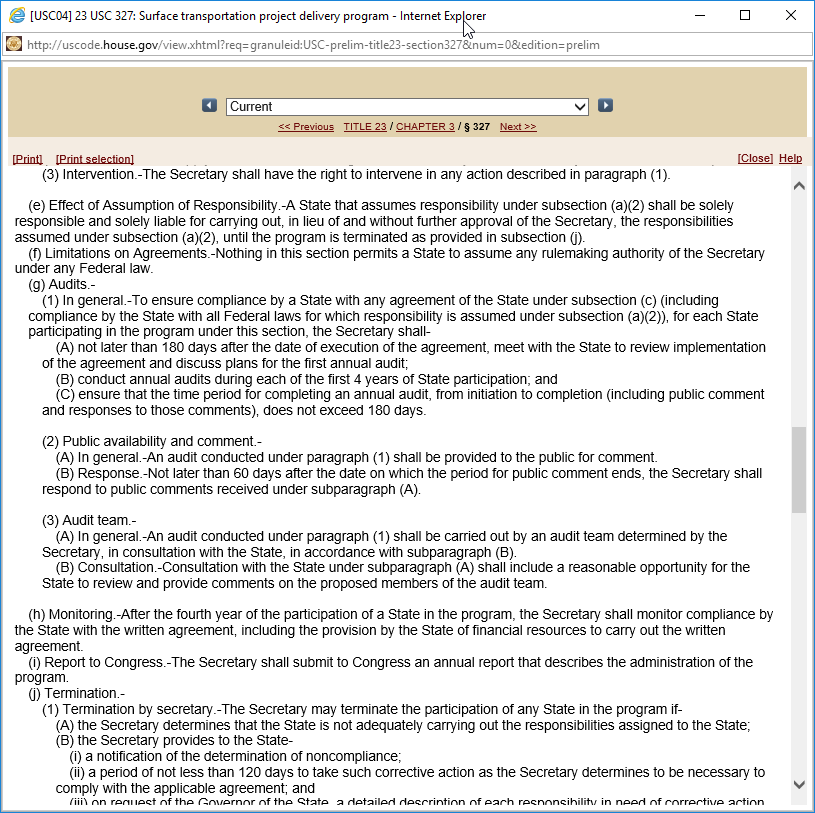 [USC04] 23 USC 327: Surface transportation project delivery program - Internet Explorer
http://uscode.house.gov/view.xhtml?req=granuleid:USC-prelim-title23-section327&num=0&edition=prelim
Current
<< Previous TITLE 23 / CHAPTER 3 / § 327 Next >>
[Print] [Print selection] [Close] Help
(3) Intervention.-The Secretary shall have the right to intervene in any action described in paragraph (1).
(e) Effect of Assumption of Responsibility.-A State that assumes responsibility under subsection (a)(2) shall be solely
responsible and solely liable for carrying out, in lieu of and without further approval of the Secretary, the responsibilities
assumed under subsection (a)(2), until the program is terminated as provided in subsection (j).
(f) Limitations on Agreements.-Nothing in this section permits a State to assume any rulemaking authority of the Secretary
under any Federal law.
(g) Audits.-
(1) In general.-To ensure compliance by a State with any agreement of the State under subsection (c) (including
compliance by the State with all Federal laws for which responsibility is assumed under subsection (a)(2)), for each State
participating in the program under this section, the Secretary shall-
(A) not later than 180 days after the date of execution of the agreement, meet with the State to review implementation
of the agreement and discuss plans for the first annual audit;
(B) conduct annual audits during each of the first 4 years of State participation; and
(C) ensure that the time period for completing an annual audit, from initiation to completion (including public comment
and responses to those comments), does not exceed 180 days.
(2) Public availability and comment.-
(A) In general.-An audit conducted under paragraph (1) shall be provided to the public for comment.
(B) Response.-Not later than 60 days after the date on which the period for public comment ends, the Secretary shall
respond to public comments received under subparagraph (A).
(3) Audit team.-
(A) In general.-An audit conducted under paragraph (1) shall be carried out by an audit team determined by the
Secretary, in consultation with the State, in accordance with subparagraph (B).
(B) Consultation.-Consultation with the State under subparagraph (A) shall include a reasonable opportunity for the
State to review and provide comments on the proposed members of the audit team.
(h) Monitoring.-After the fourth year of the participation of a State in the program, the Secretary shall monitor compliance by
the State with the written agreement, including the provision by the State of financial resources to carry out the written
agreement.
(i) Report to Congress.-The Secretary shall submit to Congress an annual report that describes the administration of the
program.
(j) Termination.-
(1) Termination by secretary.-The Secretary may terminate the participation of any State in the program if-
(A) the Secretary determines that the State is not adequately carrying out the responsibilities assigned to the State;
(B) the Secretary provides to the State-
(i) a notification of the determination of noncompliance;
(ii) a period of not less than 120 days to take such corrective action as the Secretary determines to be necessary to
comply with the applicable agreement; and
(iii) on request of the Governor of the State, a detailed description of each responsibility in need of corrective action